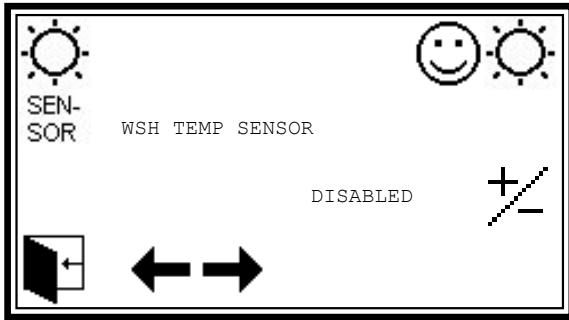 SEN-
SOR
WSH TEMP SENSOR
DISABLED
+/-